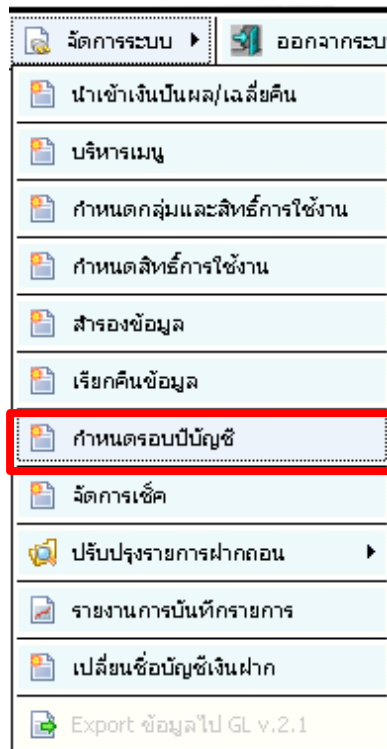 จัดการระบบ ออกจากระบ
นำเข้าเงินปันผล/เฉลี่ยคืน
บริหารเมนู
กำหนดกลุ่มและสิทธิ์การใช้งาน
กำหนดสิทธิ์การใช้งาน
สำรองข้อมูล
เรียกคืนข้อมูล
กำหนดรอบปีบัญชี
จัดการเช็ค
ปรับปรุงรายการฝากถอน
รายงานการบันทึกรายการ
เปลี่ยนชื่อบัญชีเงินฝาก
Export ข้อมูลไป GL v.2.1